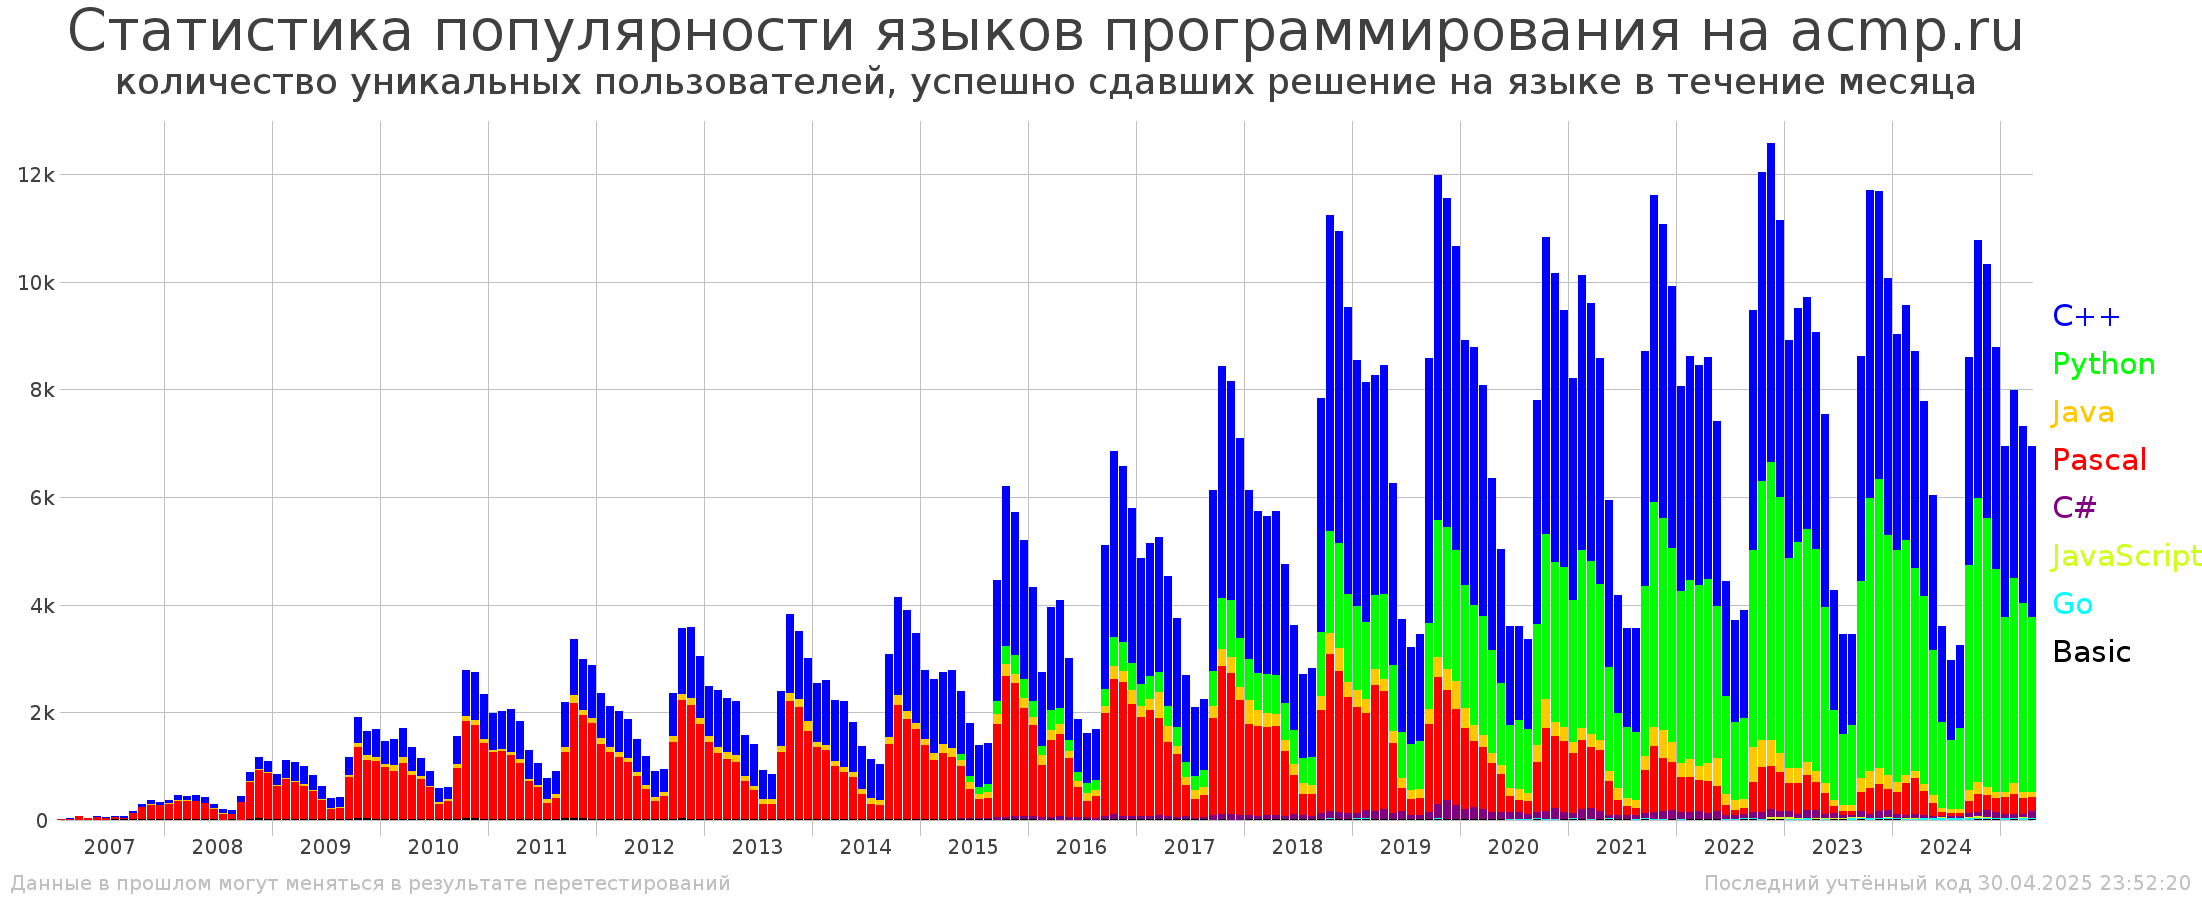 Статистика популярности языков программирования на acmp.ru
количество уникальных пользователей, успешно сдавших решение на языке в течение месяца
12k
10k
8k
6k
4k
2k
0
2007 2008 2009 2010 2011 2012 2013 2014 2015 2016 2017 2018 2019 2020 2021 2022 2023 2024
C++
Python
Java
Pascal
C#
JavaScript
Go
Basic
Данные в прошлом могут меняться в результате перетестирований
Последний учтённый код 30.04.2025 23:52:20